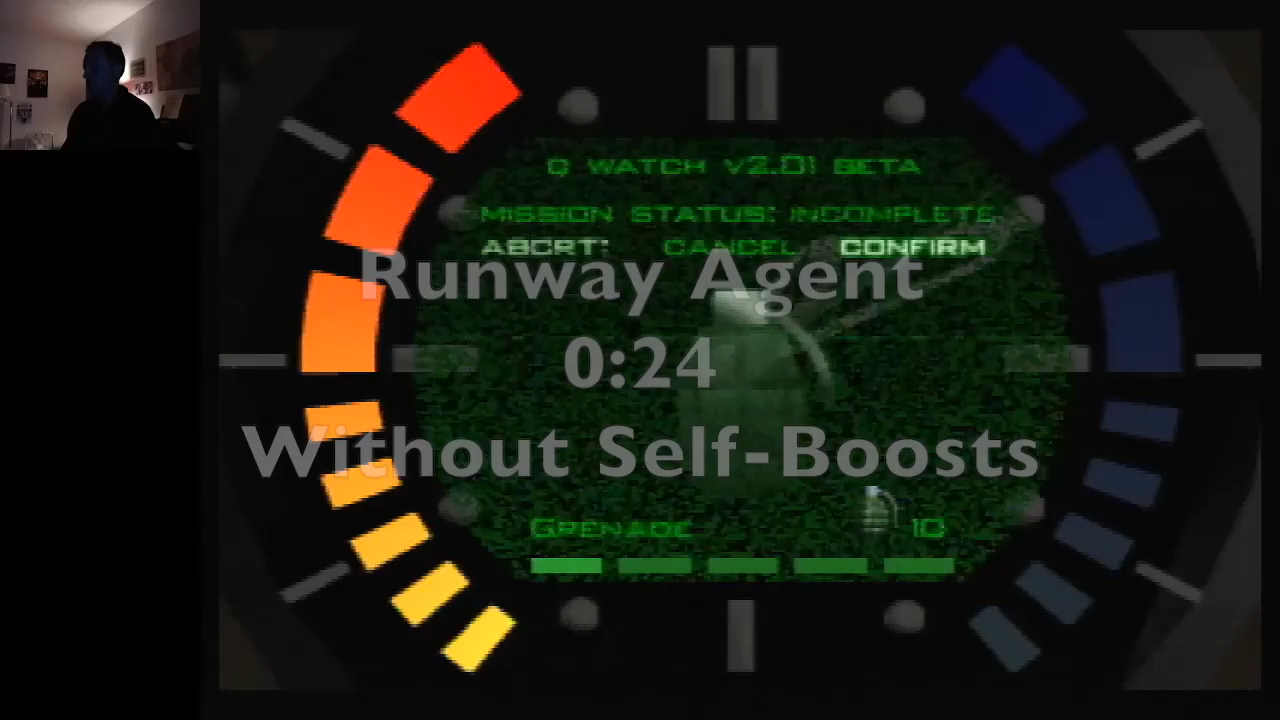 Q WATCH V2.01 BETA
MISSION STATUS: INCOMPLETE
ABORT: CANCEL CONFIRM
Runway Agent
0:24
Without Self-Boosts
GRENADE 10